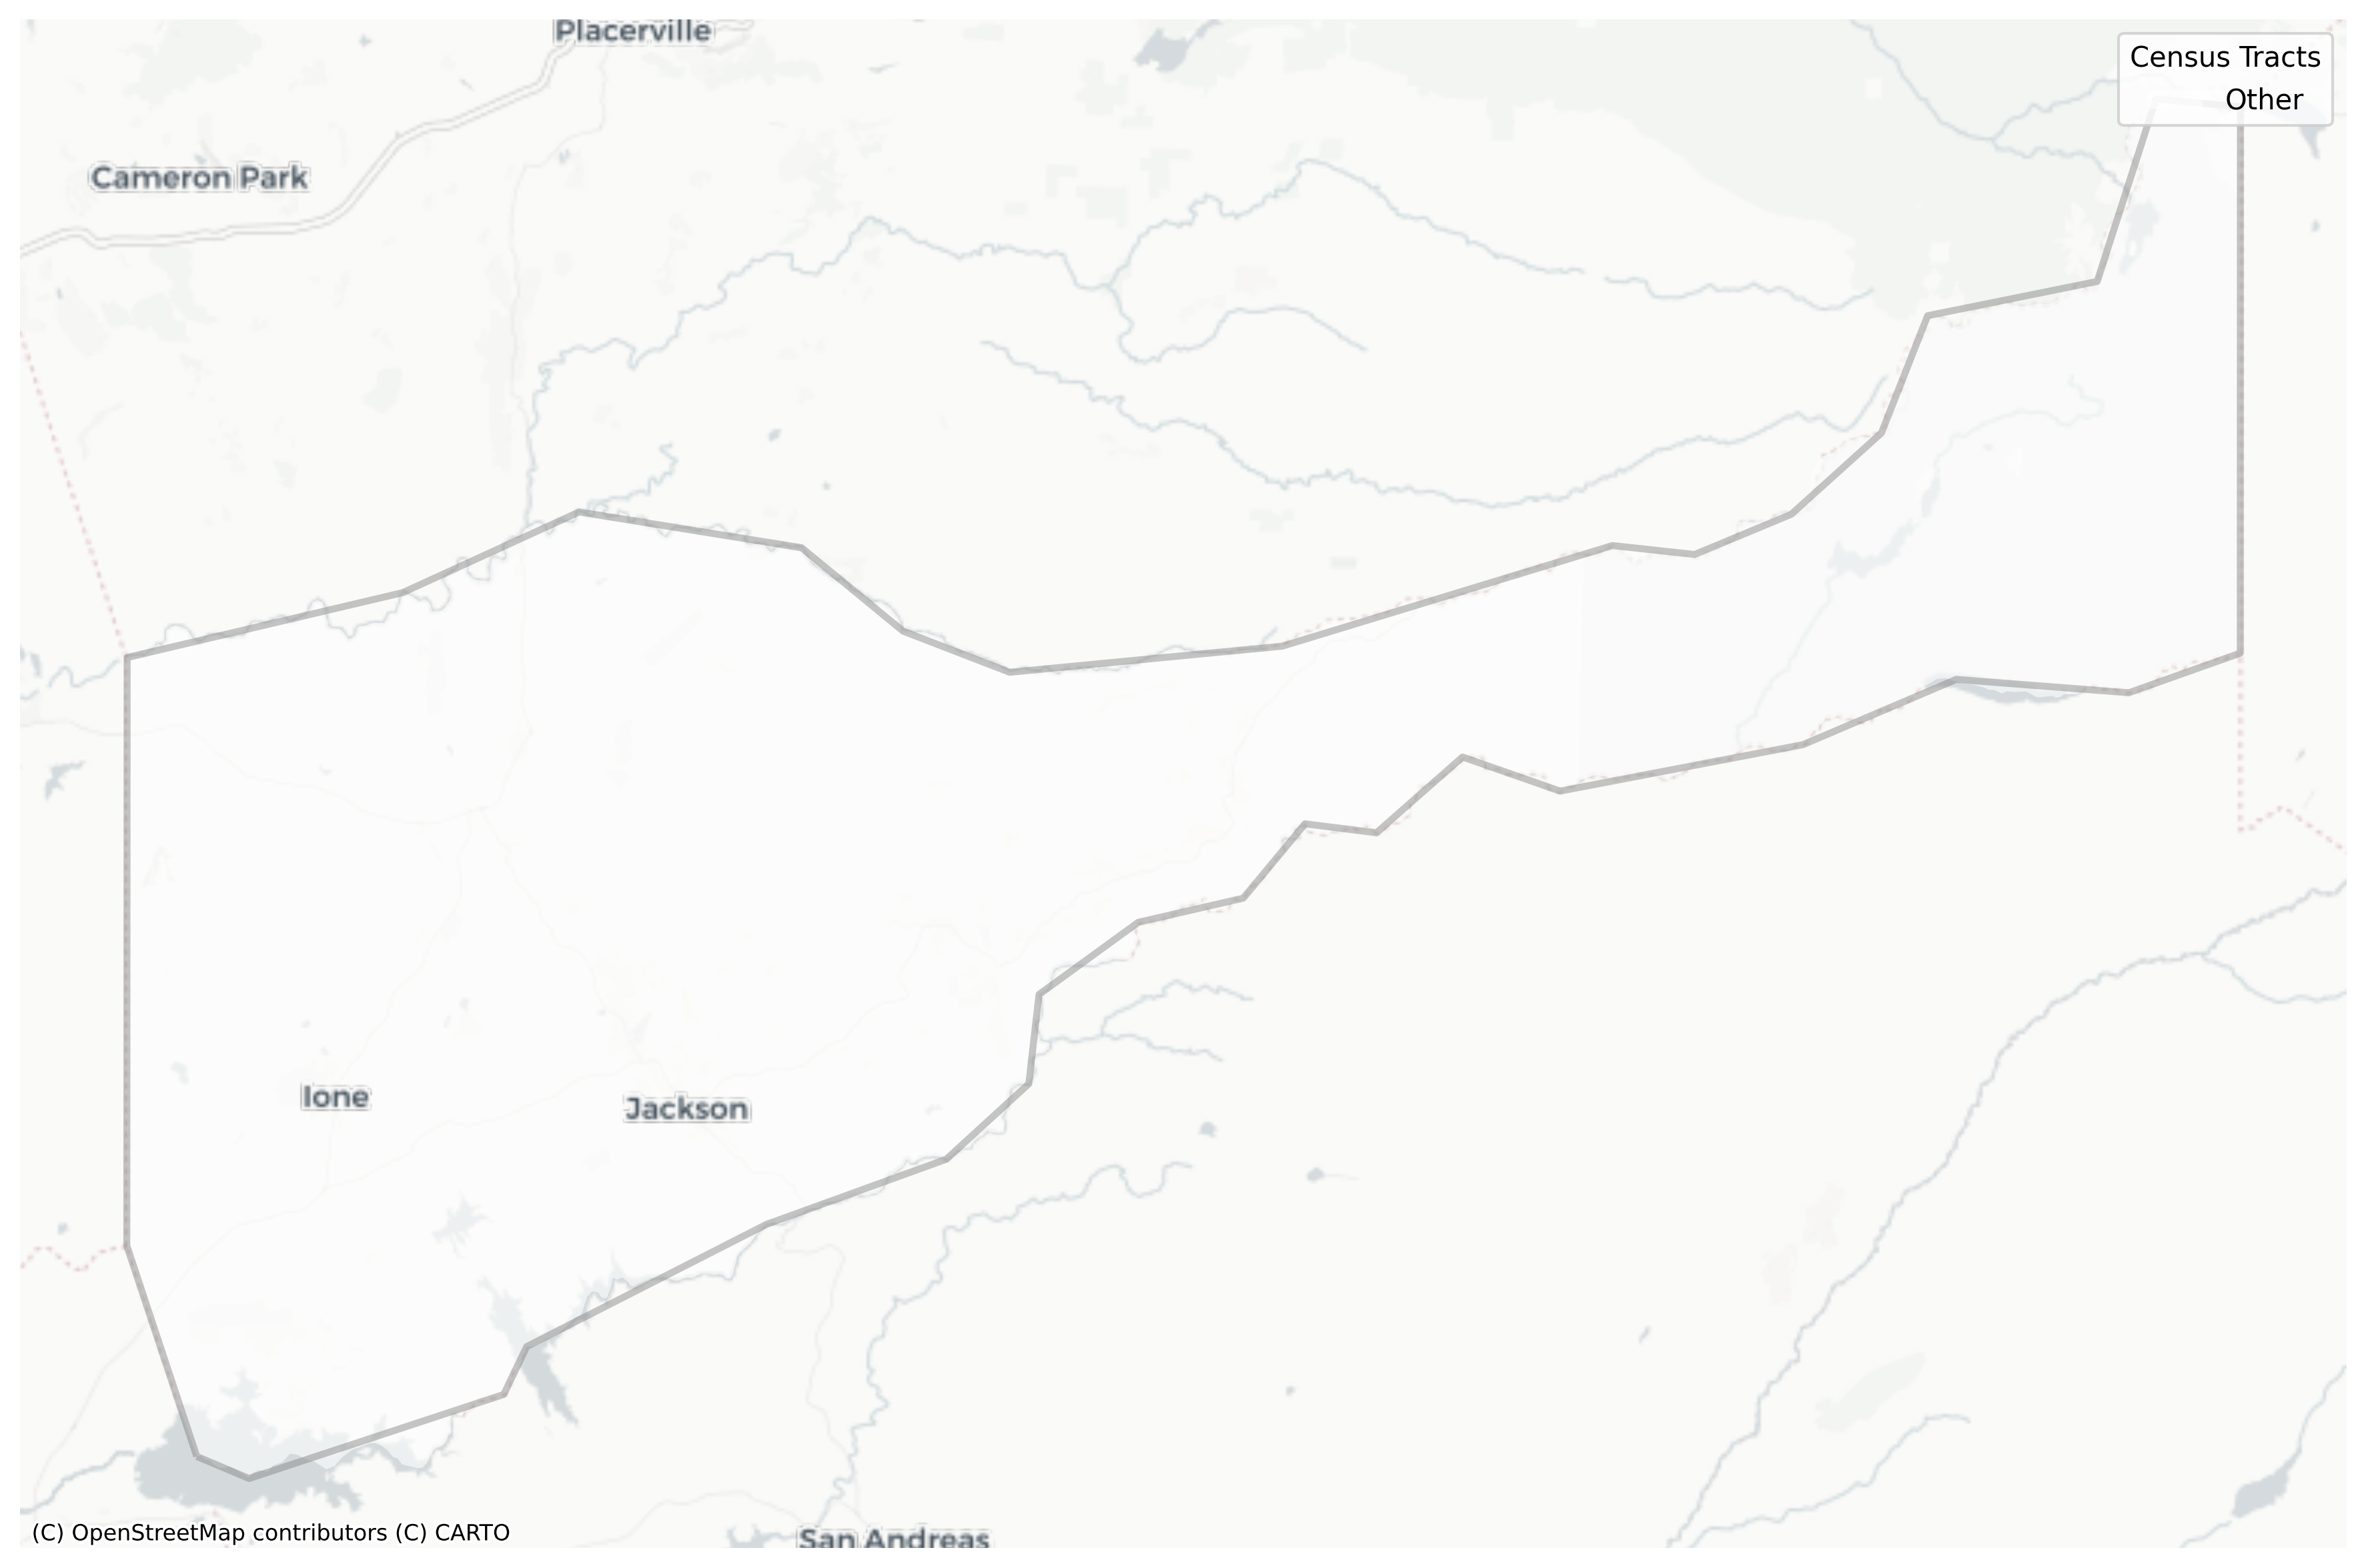 Placerville
Census Tracts
Other
Cameron Park
Ione
Jackson
(C) OpenStreetMap contributors (C) CARTO
San Andreas